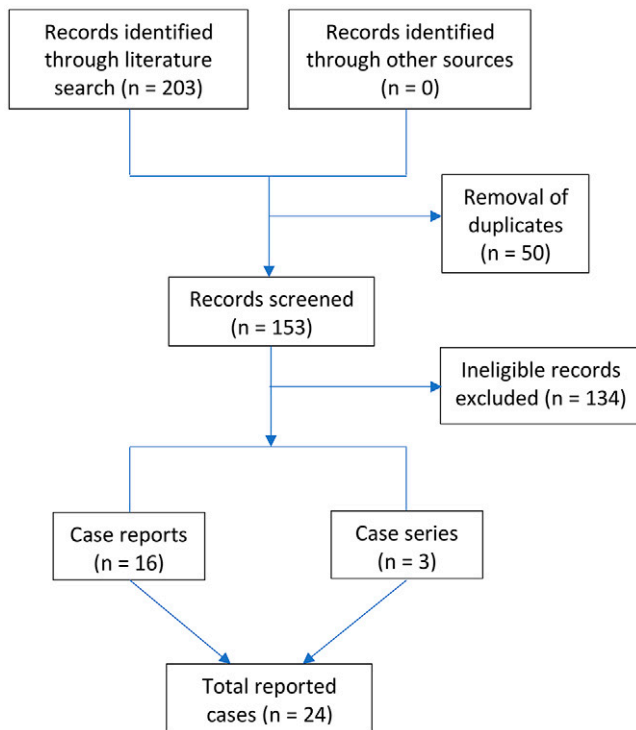 Records identified
through literature
search (n = 203)
Records identified
through other sources
(n = 0)
Removal of
duplicates
(n = 50)
Records screened
(n = 153)
Ineligible records
excluded (n = 134)
Case reports
(n = 16)
Case series
(n = 3)
Total reported
cases (n = 24)